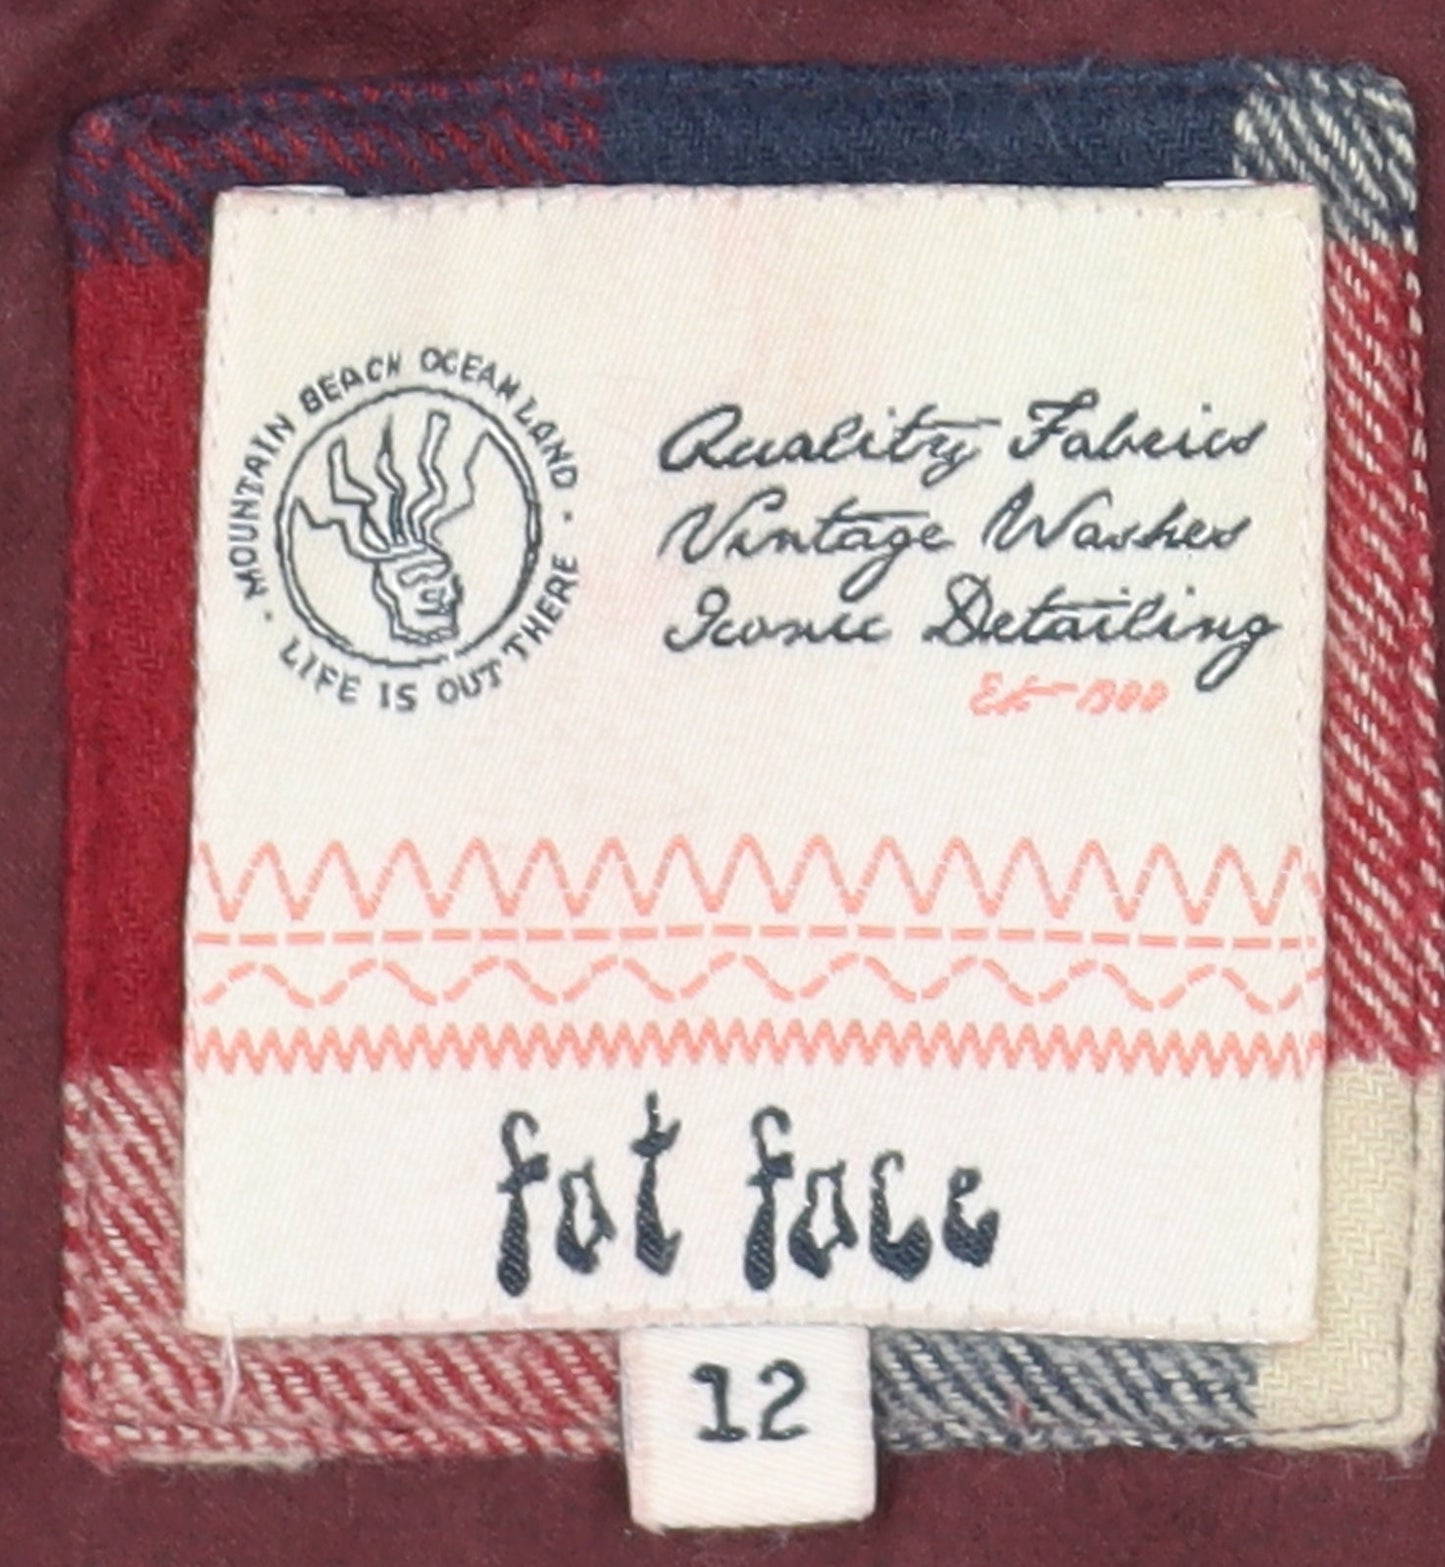 MOUNTAIN BEACH OCEAN LAND ·
· LIFE IS OUT THERE
Quality Fabrics
Vintage Washes
Iconic Detailing
fat face
12